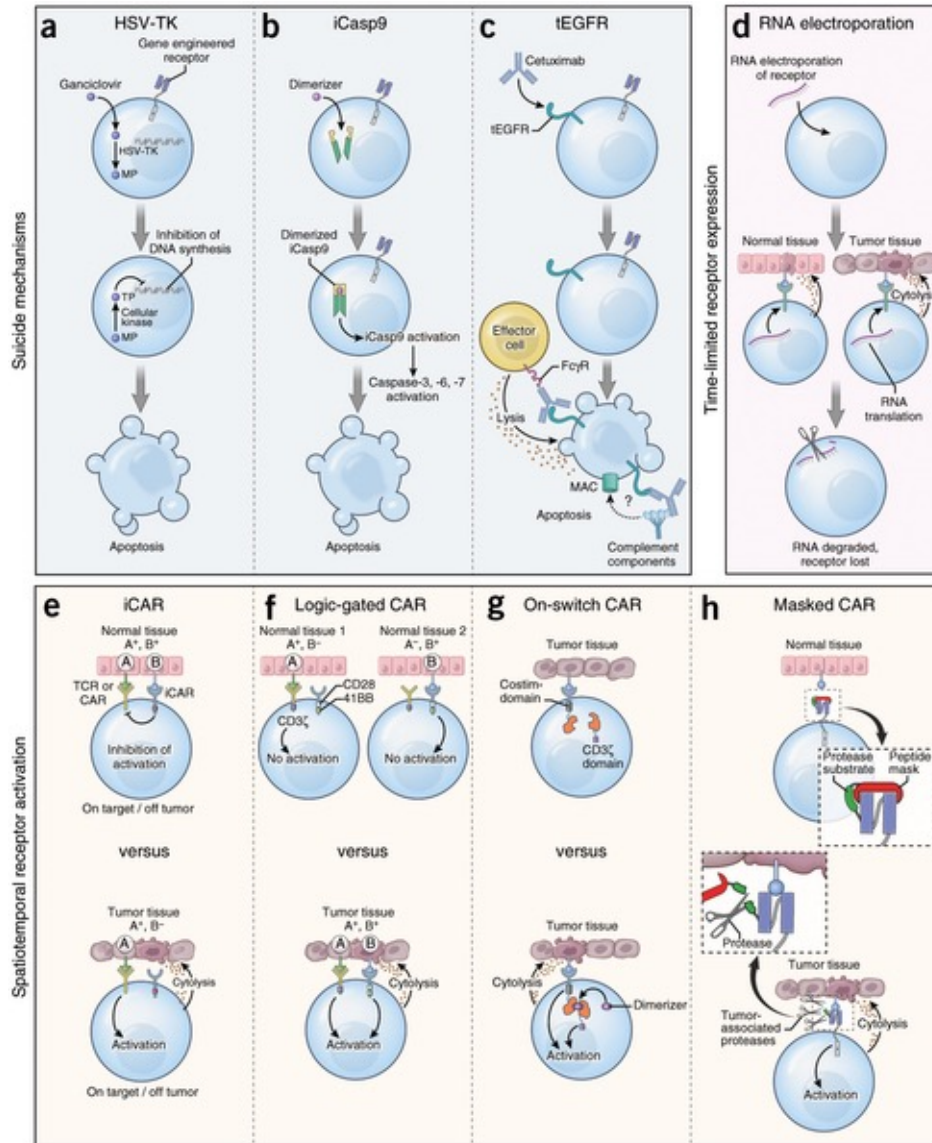 a
HSV-TK
Gene engineered
receptor
Ganciclovir
HSV-TK
MP
Inhibition of
DNA synthesis
TP
Cellular
kinase
MP
Apoptosis
b
iCasp9
Dimerizer
Dimerized
iCasp9
iCasp9 activation
Caspase-3, -6, -7
activation
Apoptosis
c
tEGFR
Cetuximab
tEGFR
Effector
cell
FcγR
Lysis
MAC
?
Apoptosis
Complement
components
Suicide mechanisms
d
RNA electroporation
RNA electroporation
of receptor
Normal tissue
Tumor tissue
Cytolysis
RNA
translation
RNA degraded,
receptor lost
Time-limited receptor expression
e
iCAR
Normal tissue
A⁺, B⁺
A
B
TCR or
CAR
iCAR
Inhibition of
activation
On target / off tumor
versus
Tumor tissue
A⁺, B⁻
A
Cytolysis
Activation
On target / off tumor
f
Logic-gated CAR
Normal tissue 1
A⁺, B⁻
Normal tissue 2
A⁻, B⁺
A
B
CD28
41BB
CD3ζ
No activation
No activation
versus
Tumor tissue
A⁺, B⁺
A
B
Cytolysis
Activation
g
On-switch CAR
Tumor tissue
Costim-
domain
CD3ζ
domain
versus
Tumor tissue
Cytolysis
Dimerizer
Activation
h
Masked CAR
Normal tissue
Protease
substrate
Peptide
mask
Protease
Tumor tissue
Tumor-
associated
proteases
Cytolysis
Activation
Spatiotemporal receptor activation